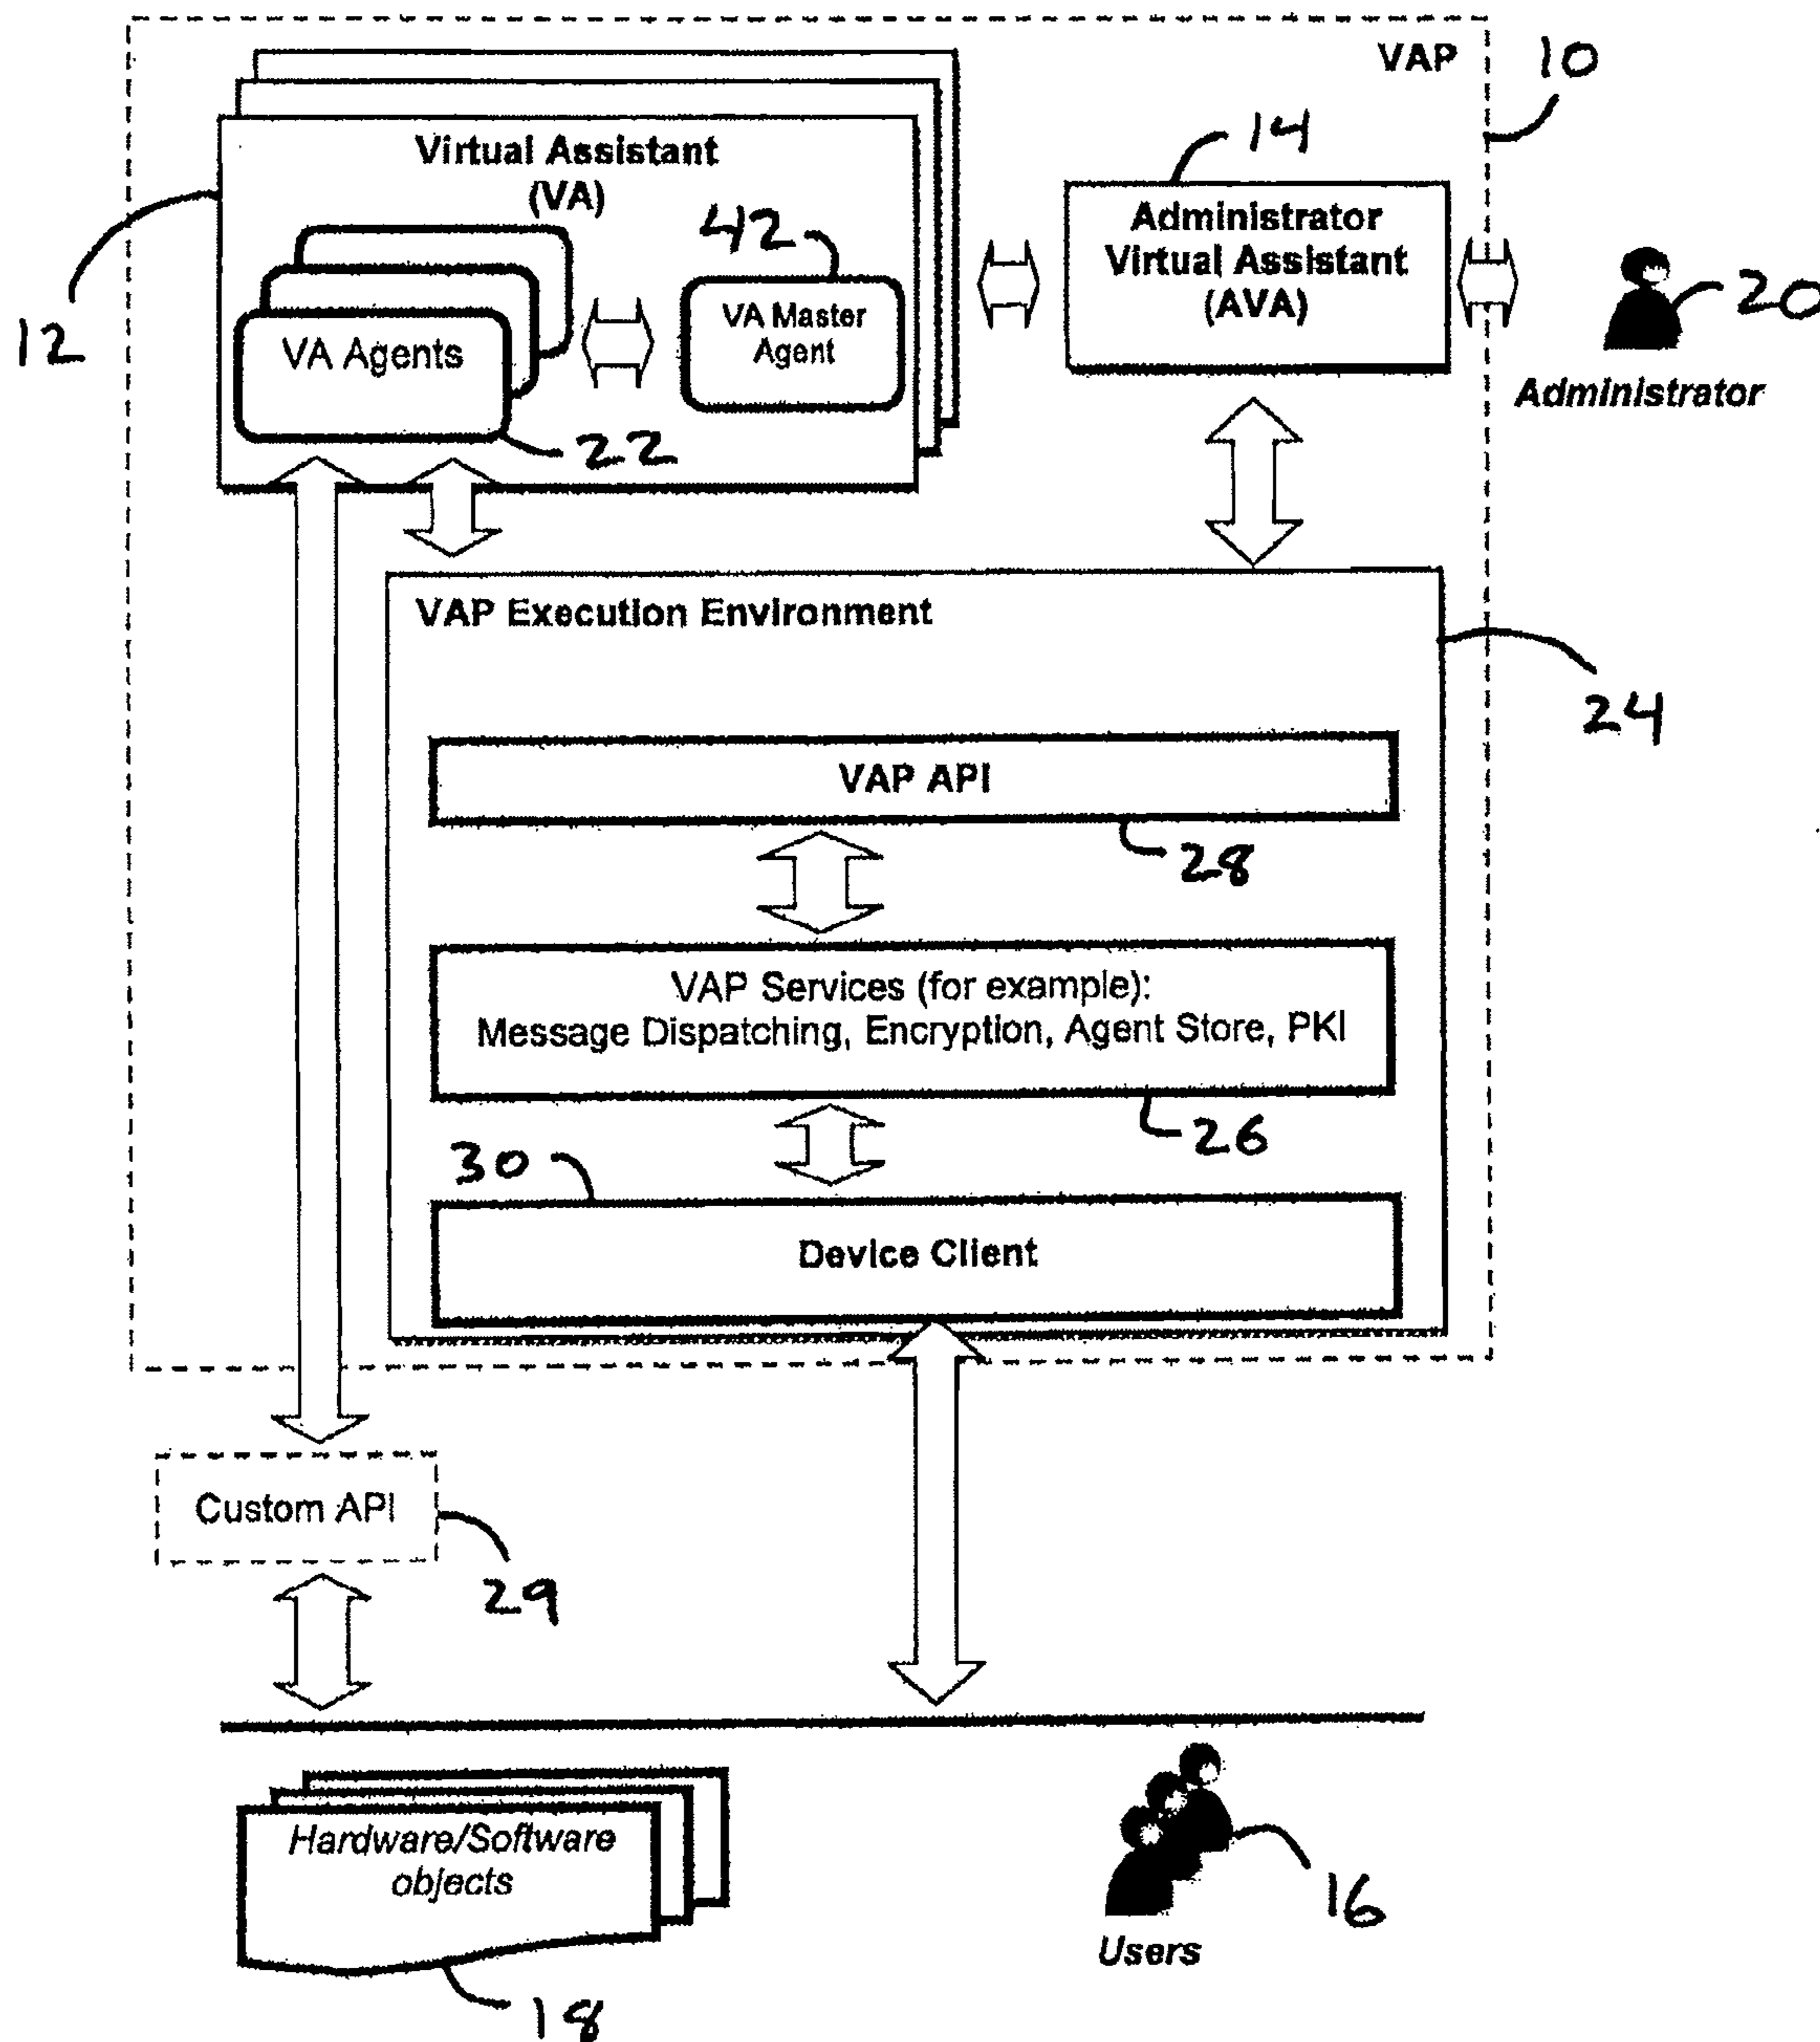 VAP
10
Virtual Assistant
(VA)
14
42
Administrator
Virtual Assistant
(AVA)
VA Master
Agent
20
12
VA Agents
Administrator
22
VAP Execution Environment
24
VAP API
28
VAP Services (for example):
Message Dispatching, Encryption, Agent Store, PKI
26
30
Device Client
Custom API
29
Hardware/Software
objects
16
Users
18